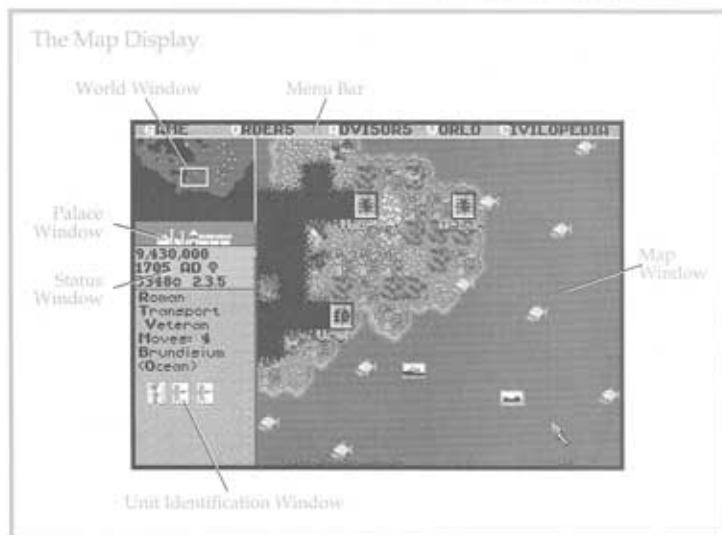 The Map Display
World Window
Menu Bar
GAME ORDERS ADVISORS WORLD CIVILOPEDIA
Palace Window
9,430,000
1705 AD
Status Window
2.3.5
Map Window
Roman
Transport
Veteran
Moves: 4
Brundisium
(Ocean)
Unit Identification Window